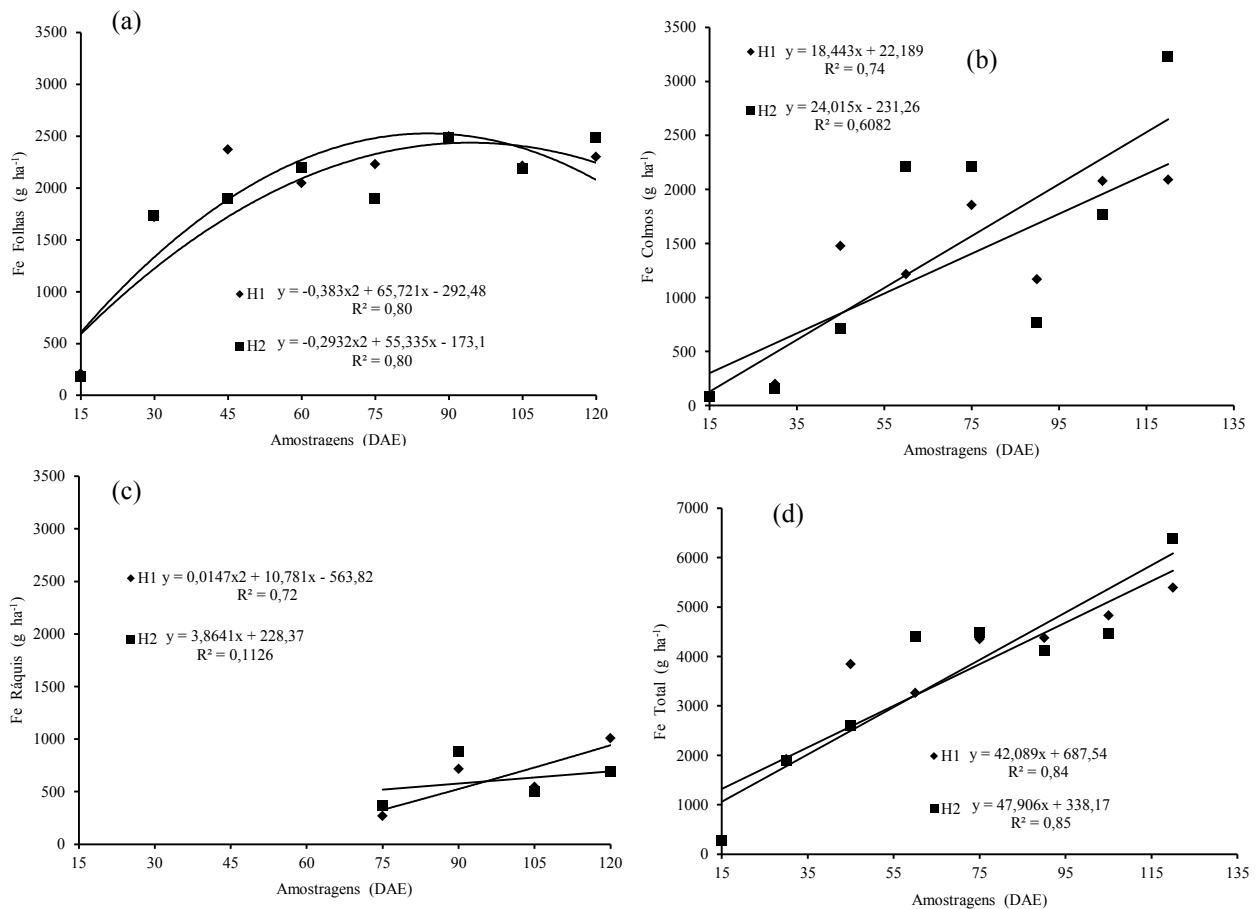 (a)
3500
3000
2500
2000
1500
1000
500
0
Fe Folhas (g ha⁻¹)
H1 y = -0,383x2 + 65,721x - 292,48
R² = 0,80
H2 y = -0,2932x2 + 55,335x - 173,1
R² = 0,80
15 30 45 60 75 90 105 120
Amostragens (DAE)
(b)
3500
3000
2500
2000
1500
1000
500
0
Fe Colmos (g ha⁻¹)
H1 y = 18,443x + 22,189
R² = 0,74
H2 y = 24,015x - 231,26
R² = 0,6082
15 35 55 75 95 115 135
Amostragens (DAE)
(c)
3500
3000
2500
2000
1500
1000
500
0
Fe Ráquis (g ha⁻¹)
H1 y = 0,0147x2 + 10,781x - 563,82
R² = 0,72
H2 y = 3,8641x + 228,37
R² = 0,1126
15 30 45 60 75 90 105 120
Amostragens (DAE)
(d)
7000
6000
5000
4000
3000
2000
1000
0
Fe Total (g ha⁻¹)
H1 y = 42,089x + 687,54
R² = 0,84
H2 y = 47,906x + 338,17
R² = 0,85
15 35 55 75 95 115 135
Amostragens (DAE)